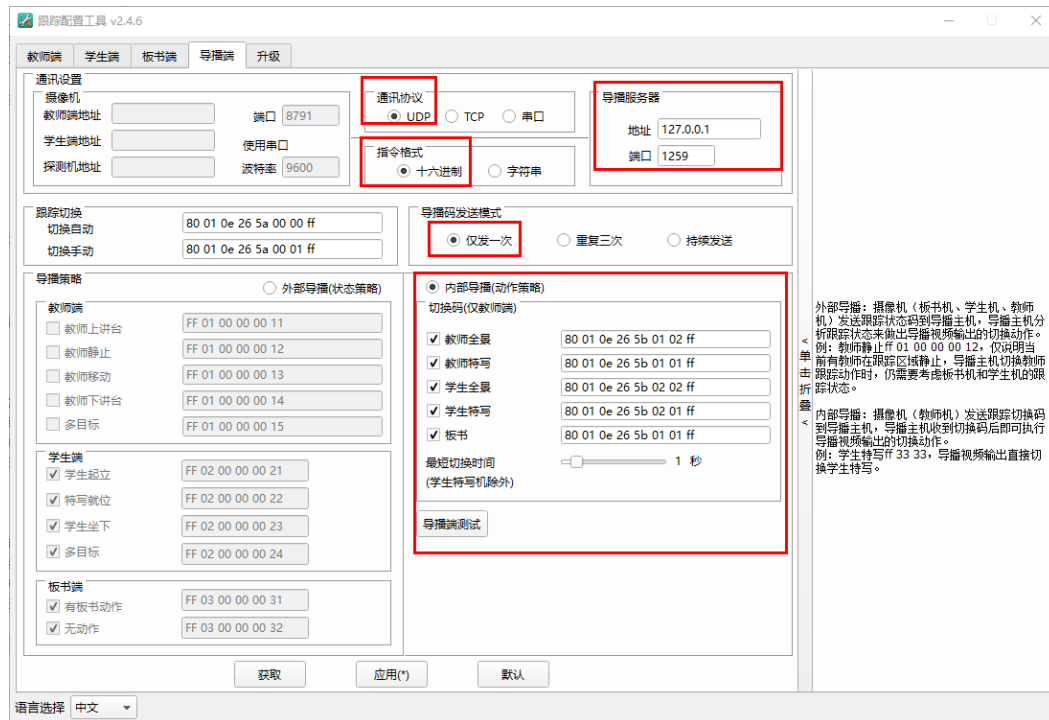 跟踪配置工具 v2.4.6
教师端 学生端 板书端 导播端 升级
通讯设置
摄像机
教师端地址
端口 8791
学生端地址
使用串口
探测机地址
波特率 9600
通讯协议
UDP TCP 串口
指令格式
十六进制 字符串
导播服务器
地址 127.0.0.1
端口 1259
跟踪切换
切换自动 80 01 0e 26 5a 00 00 ff
切换手动 80 01 0e 26 5a 00 01 ff
导播码发送模式
仅发一次 重复三次 持续发送
导播策略
外部导播(状态策略)
教师端
教师上讲台 FF 01 00 00 00 11
教师静止 FF 01 00 00 00 12
教师移动 FF 01 00 00 00 13
教师下讲台 FF 01 00 00 00 14
多目标 FF 01 00 00 00 15
学生端
学生起立 FF 02 00 00 00 21
特写就位 FF 02 00 00 00 22
学生坐下 FF 02 00 00 00 23
多目标 FF 02 00 00 00 24
板书端
有板书动作 FF 03 00 00 00 31
无动作 FF 03 00 00 00 32
内部导播(动作策略)
切换码(仅教师端)
教师全景 80 01 0e 26 5b 01 02 ff
教师特写 80 01 0e 26 5b 01 01 ff
学生全景 80 01 0e 26 5b 02 02 ff
学生特写 80 01 0e 26 5b 02 01 ff
板书 80 01 0e 26 5b 01 01 ff
最短切换时间 1 秒
(学生特写机除外)
导播端测试
获取 应用(*) 默认
语言选择 中文
<
单
击
折
叠
<
外部导播：摄像机（板书机、学生机、教师
机）发送跟踪状态码到导播主机，导播主机分
析跟踪状态来做出导播视频输出的切换动作。
例：教师静止ff 01 00 00 00 12，仅说明当
前有教师在跟踪区域静止，导播主机切换教师
跟踪动作时，仍需要考虑板书机和学生机的跟
踪状态。
内部导播：摄像机（教师机）发送跟踪切换码
到导播主机，导播主机收到切换码后即可执行
导播视频输出的切换动作。
例：学生特写ff 33 33，导播视频输出直接切
换学生特写。